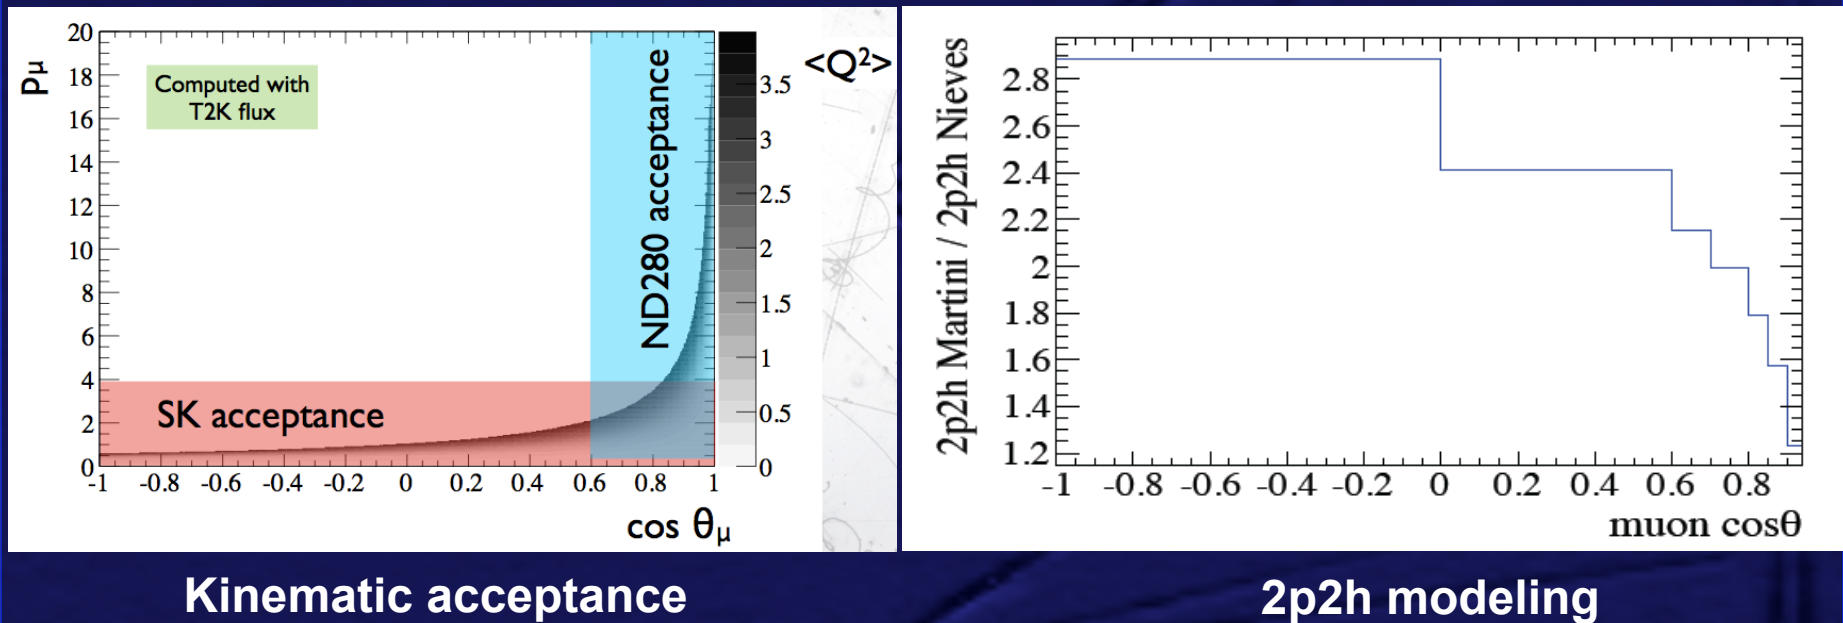 pμ
20
18
16
14
12
10
8
6
4
2
0
Computed with
T2K flux
ND280 acceptance
SK acceptance
<Q²>
3.5
3
2.5
2
1.5
1
0.5
0
-1 -0.8 -0.6 -0.4 -0.2 0 0.2 0.4 0.6 0.8 1
cos θμ
Kinematic acceptance
2p2h Martini / 2p2h Nieves
2.8
2.6
2.4
2.2
2
1.8
1.6
1.4
1.2
-1 -0.8 -0.6 -0.4 -0.2 0 0.2 0.4 0.6 0.8
muon cosθ
2p2h modeling